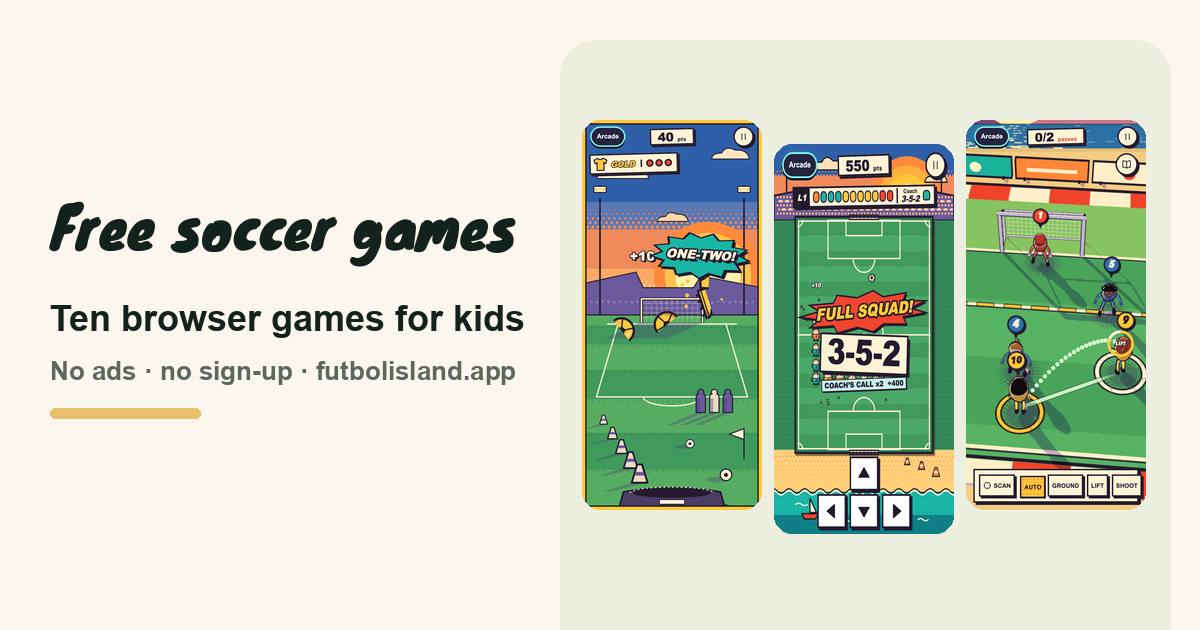 Free soccer games
Ten browser games for kids
No ads · no sign-up · futbolisland.app
Arcade
40 pts
GOLD
+10
ONE-TWO!
Arcade
550 pts
L1
Coach
3-5-2
+10
FULL SQUAD!
3-5-2
COACH'S CALL x2 +400
Arcade
0/2 passes
1
5
4
9
10
LIFT
SCAN
AUTO
GROUND
LIFT
SHOOT